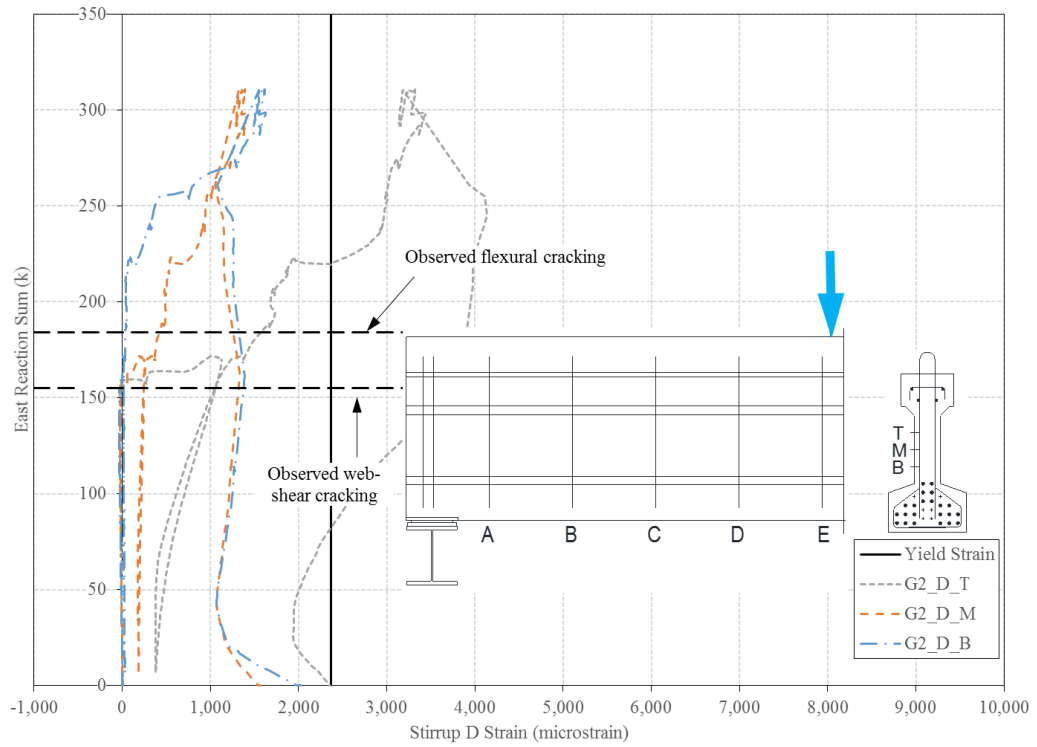 350
300
250
200
150
100
50
0
East Reaction Sum (k)
-1,000
0
1,000
2,000
3,000
4,000
5,000
6,000
7,000
8,000
9,000
10,000
Stirrup D Strain (microstrain)
Observed flexural cracking
Observed web-
shear cracking
A
B
C
D
E
T
M
B
Yield Strain
G2_D_T
G2_D_M
G2_D_B